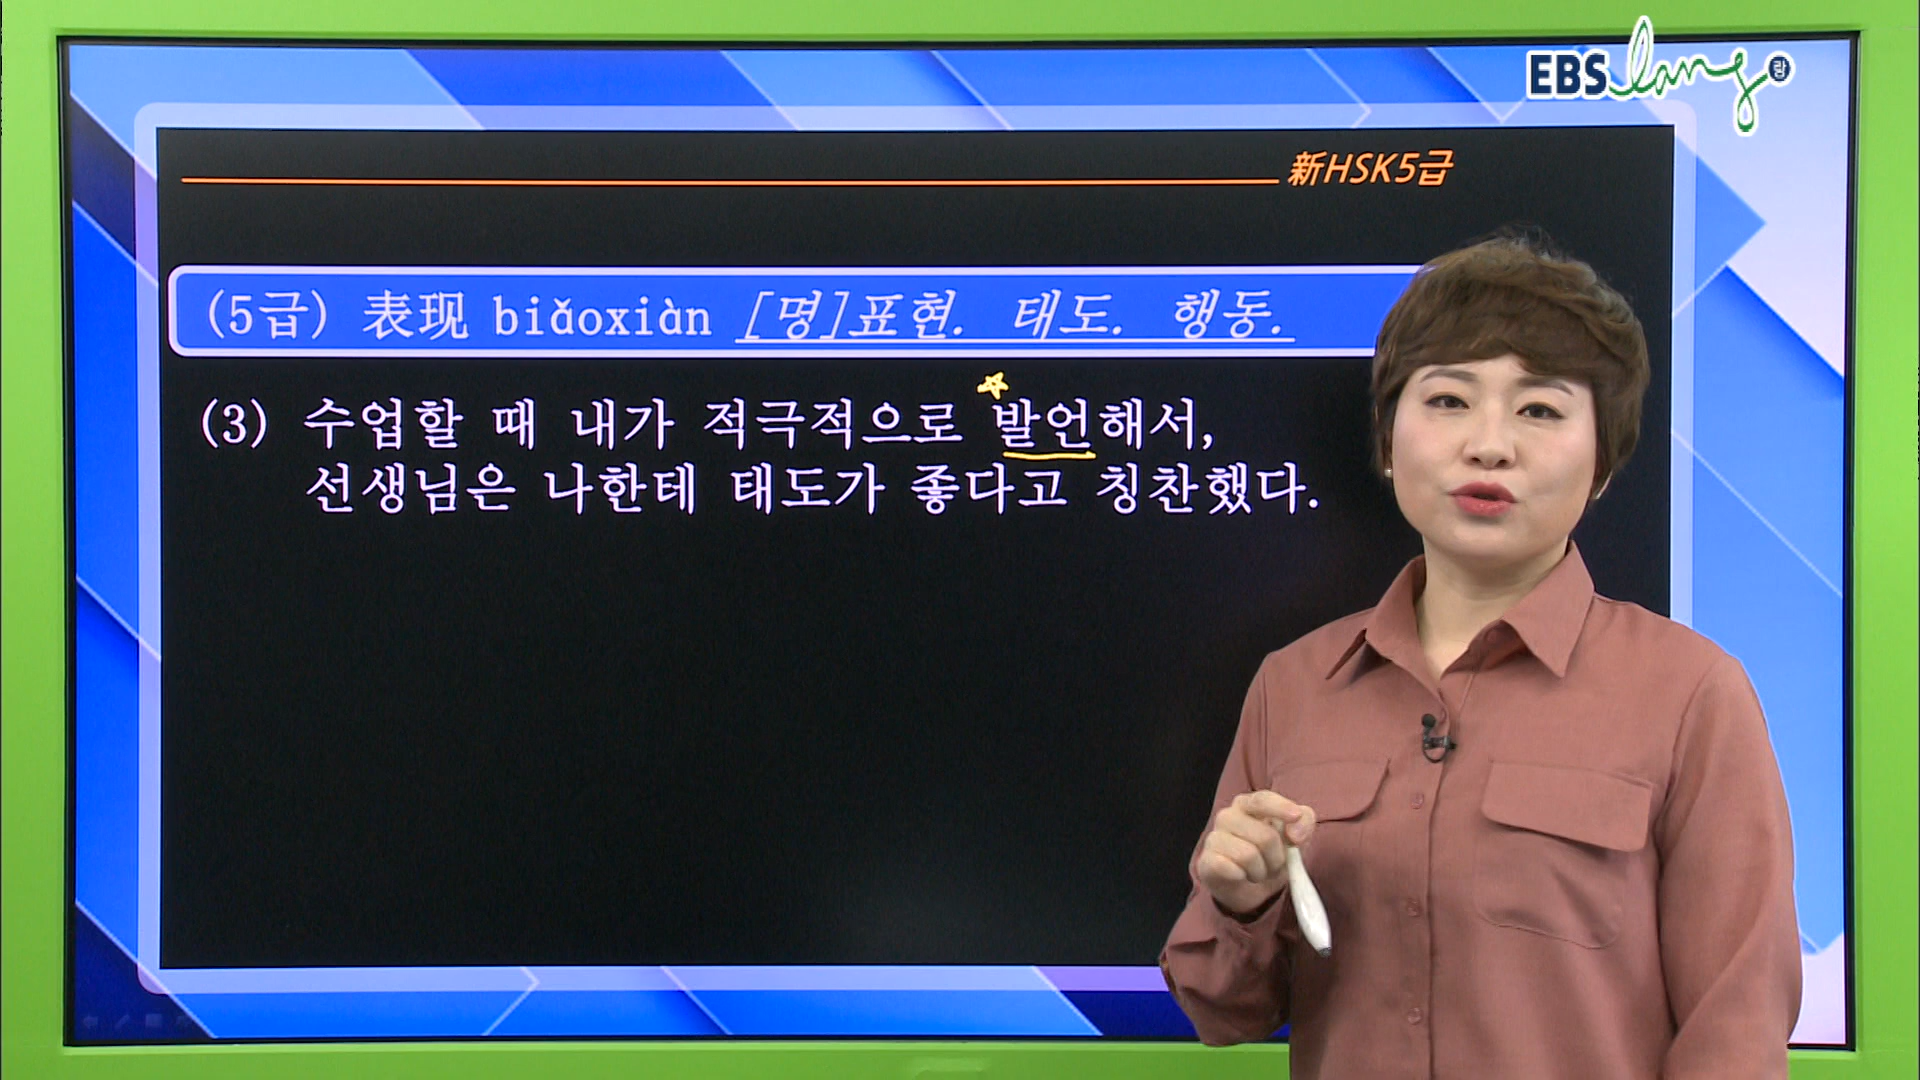 EBS lang 랑
新HSK5급
(5급) 表现 biǎoxiàn [명]표현. 태도. 행동.
(3) 수업할 때 내가 적극적으로 발언해서,
선생님은 나한테 태도가 좋다고 칭찬했다.